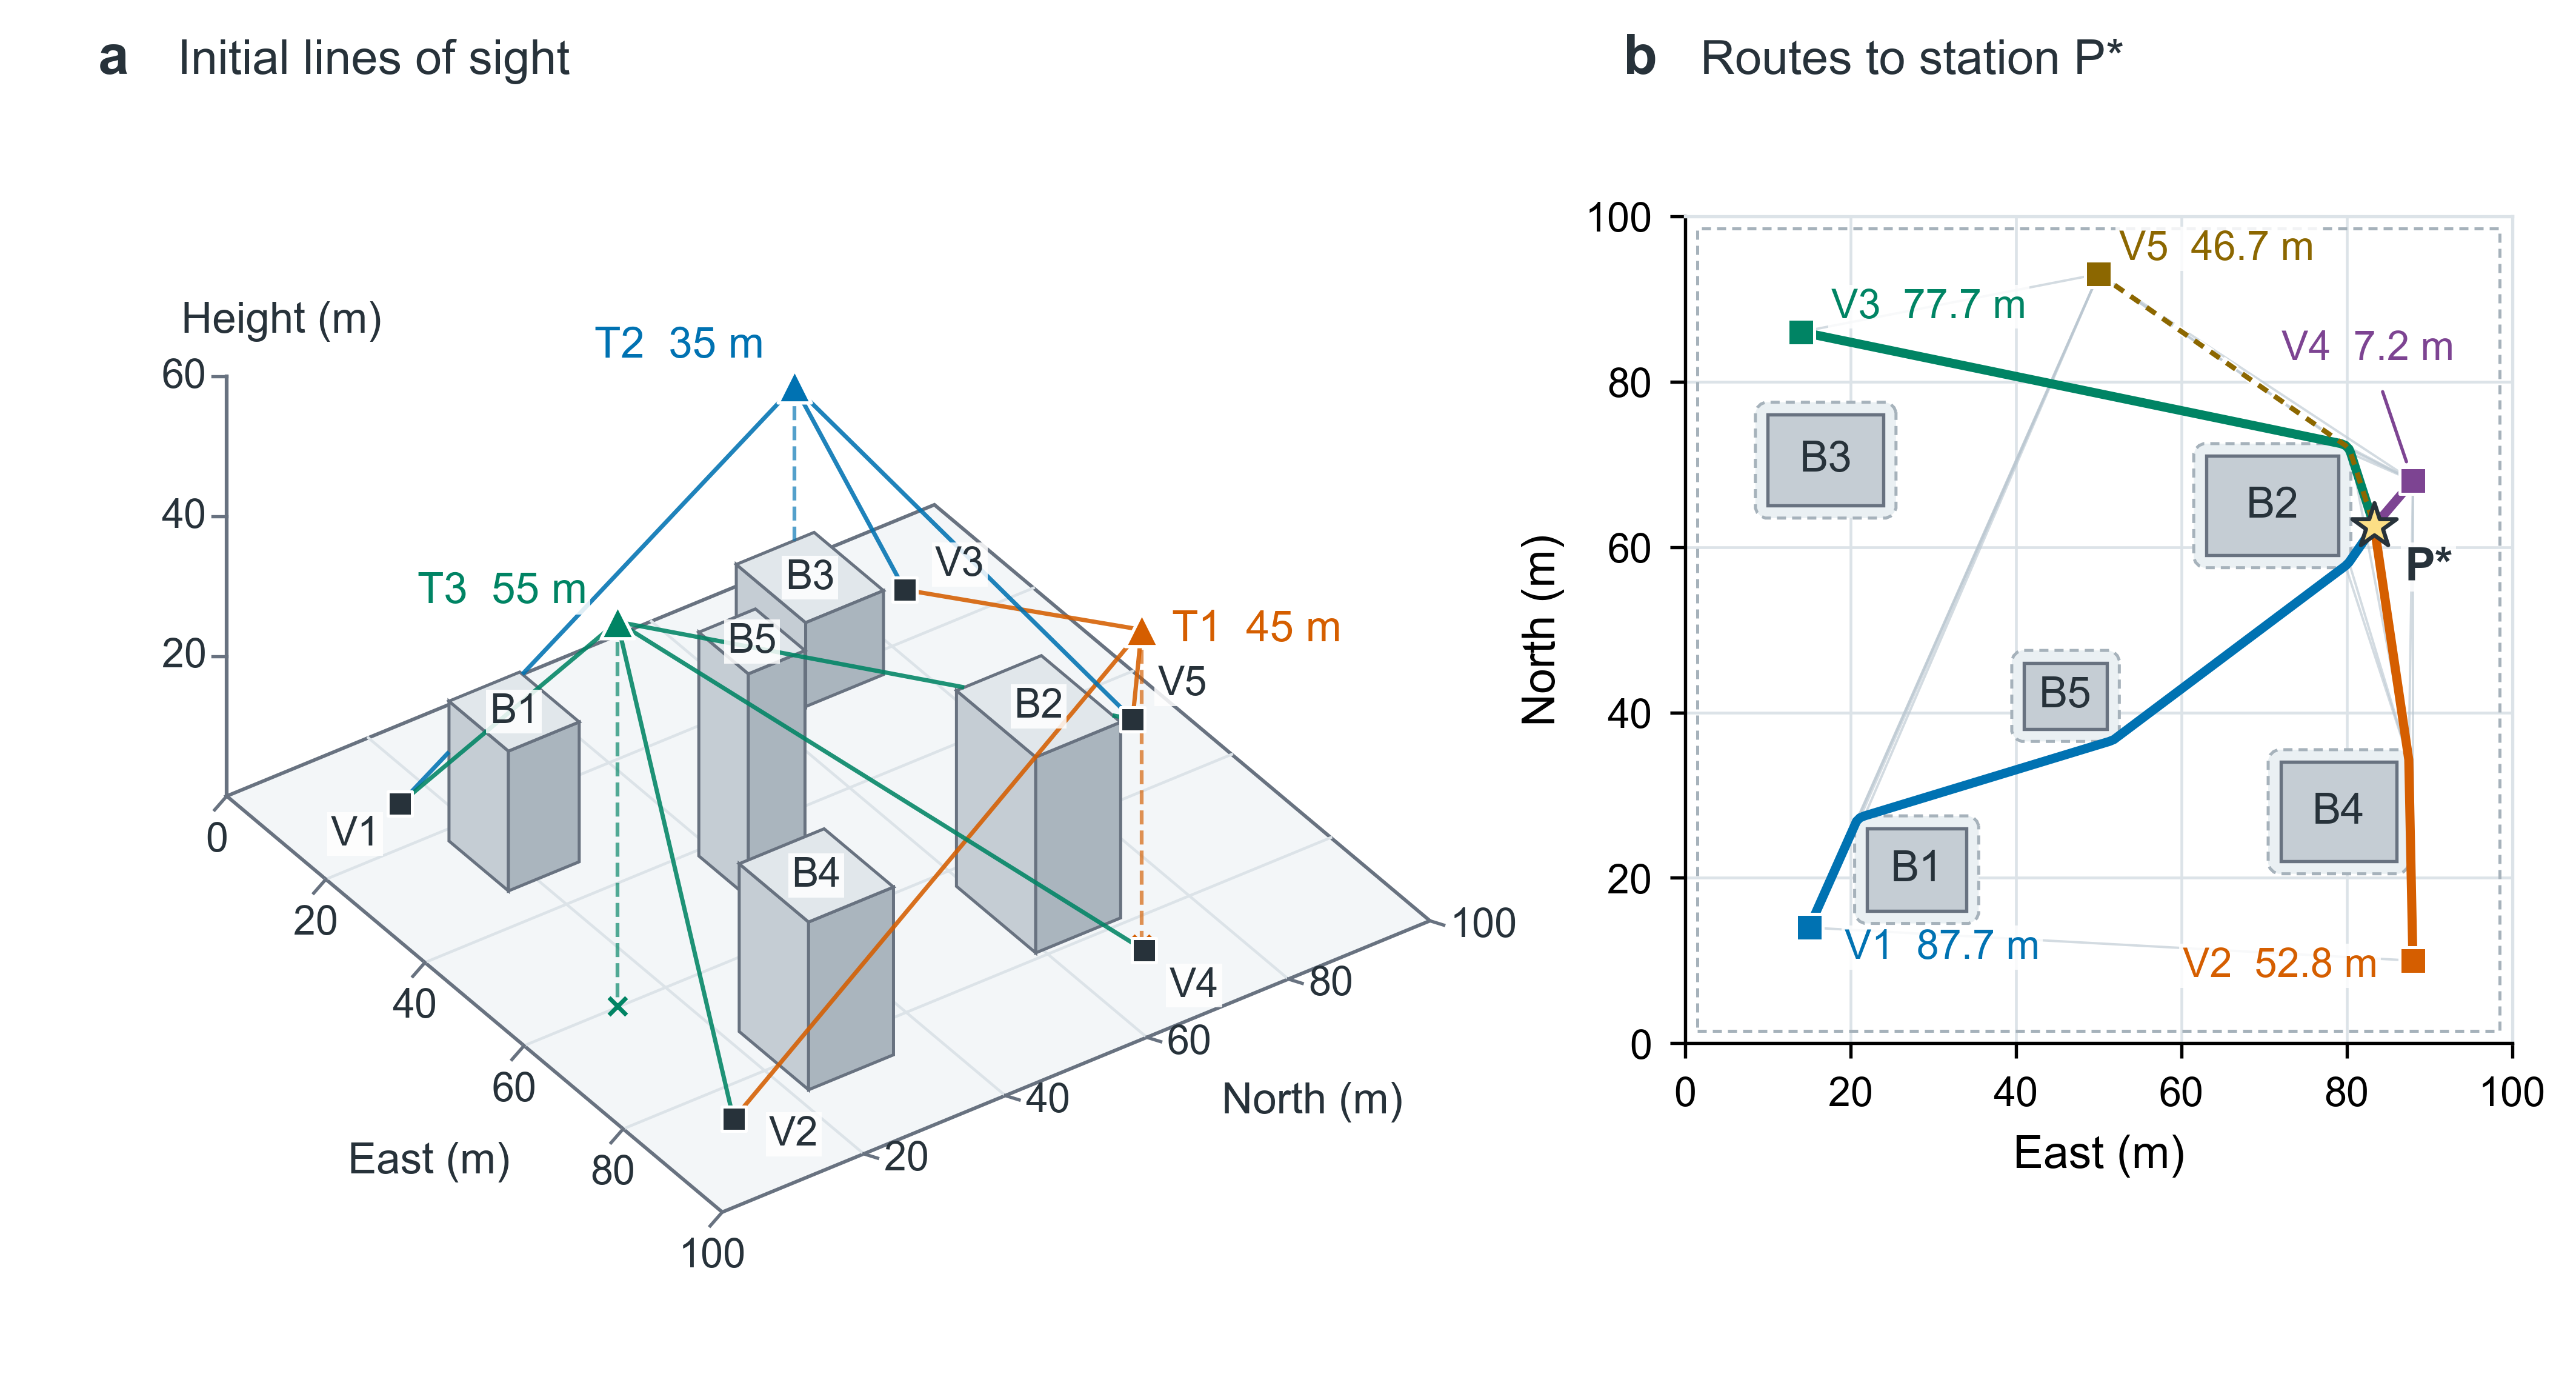 a Initial lines of sight
Height (m)
60
40
20
T2 35 m
T3 55 m
T1 45 m
B3
V3
B5
V5
B1
B2
V1
B4
V4
V2
0
20
40
60
80
100
East (m)
20
40
60
80
100
North (m)
b Routes to station P*
100
80
60
40
20
0
North (m)
V5 46.7 m
V3 77.7 m
V4 7.2 m
B3
B2
P*
B5
B4
B1
V1 87.7 m
V2 52.8 m
0
20
40
60
80
100
East (m)